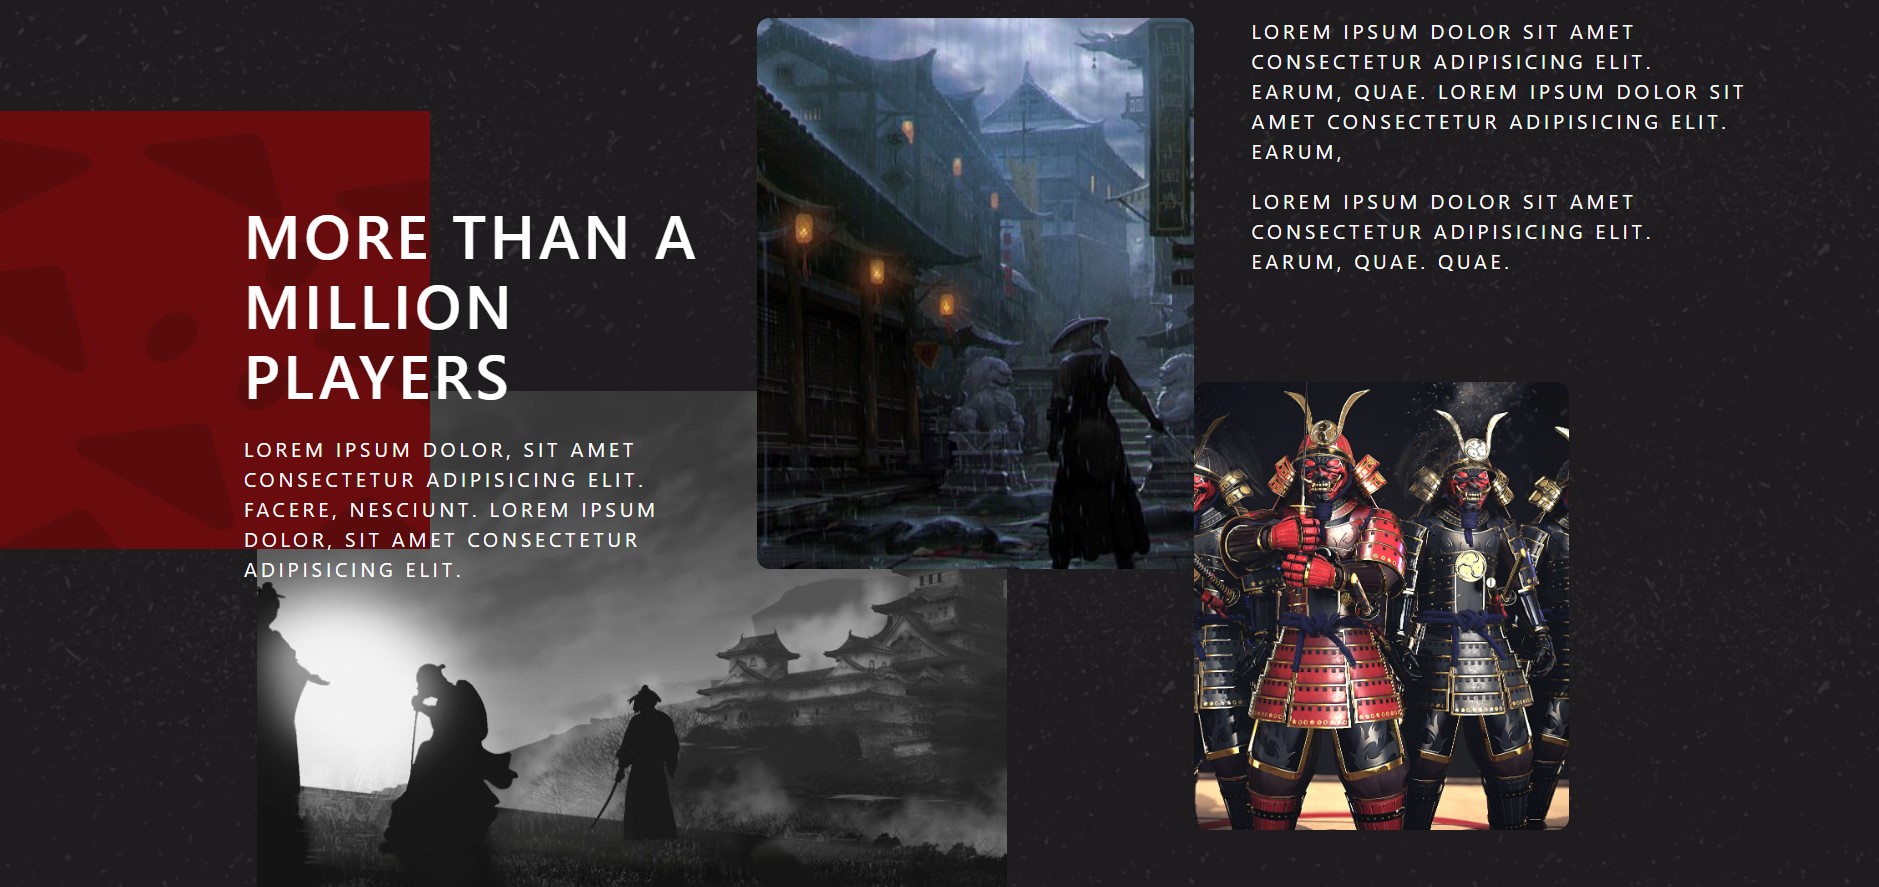 MORE THAN A
MILLION
PLAYERS
LOREM IPSUM DOLOR, SIT AMET
CONSECTETUR ADIPISICING ELIT.
FACERE, NESCIUNT. LOREM IPSUM
DOLOR, SIT AMET CONSECTETUR
ADIPISICING ELIT.
LOREM IPSUM DOLOR SIT AMET
CONSECTETUR ADIPISICING ELIT.
EARUM, QUAE. LOREM IPSUM DOLOR SIT
AMET CONSECTETUR ADIPISICING ELIT.
EARUM,
LOREM IPSUM DOLOR SIT AMET
CONSECTETUR ADIPISICING ELIT.
EARUM, QUAE. QUAE.